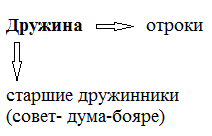 Дружина отроки
старшие дружинники
(совет- дума-бояре)